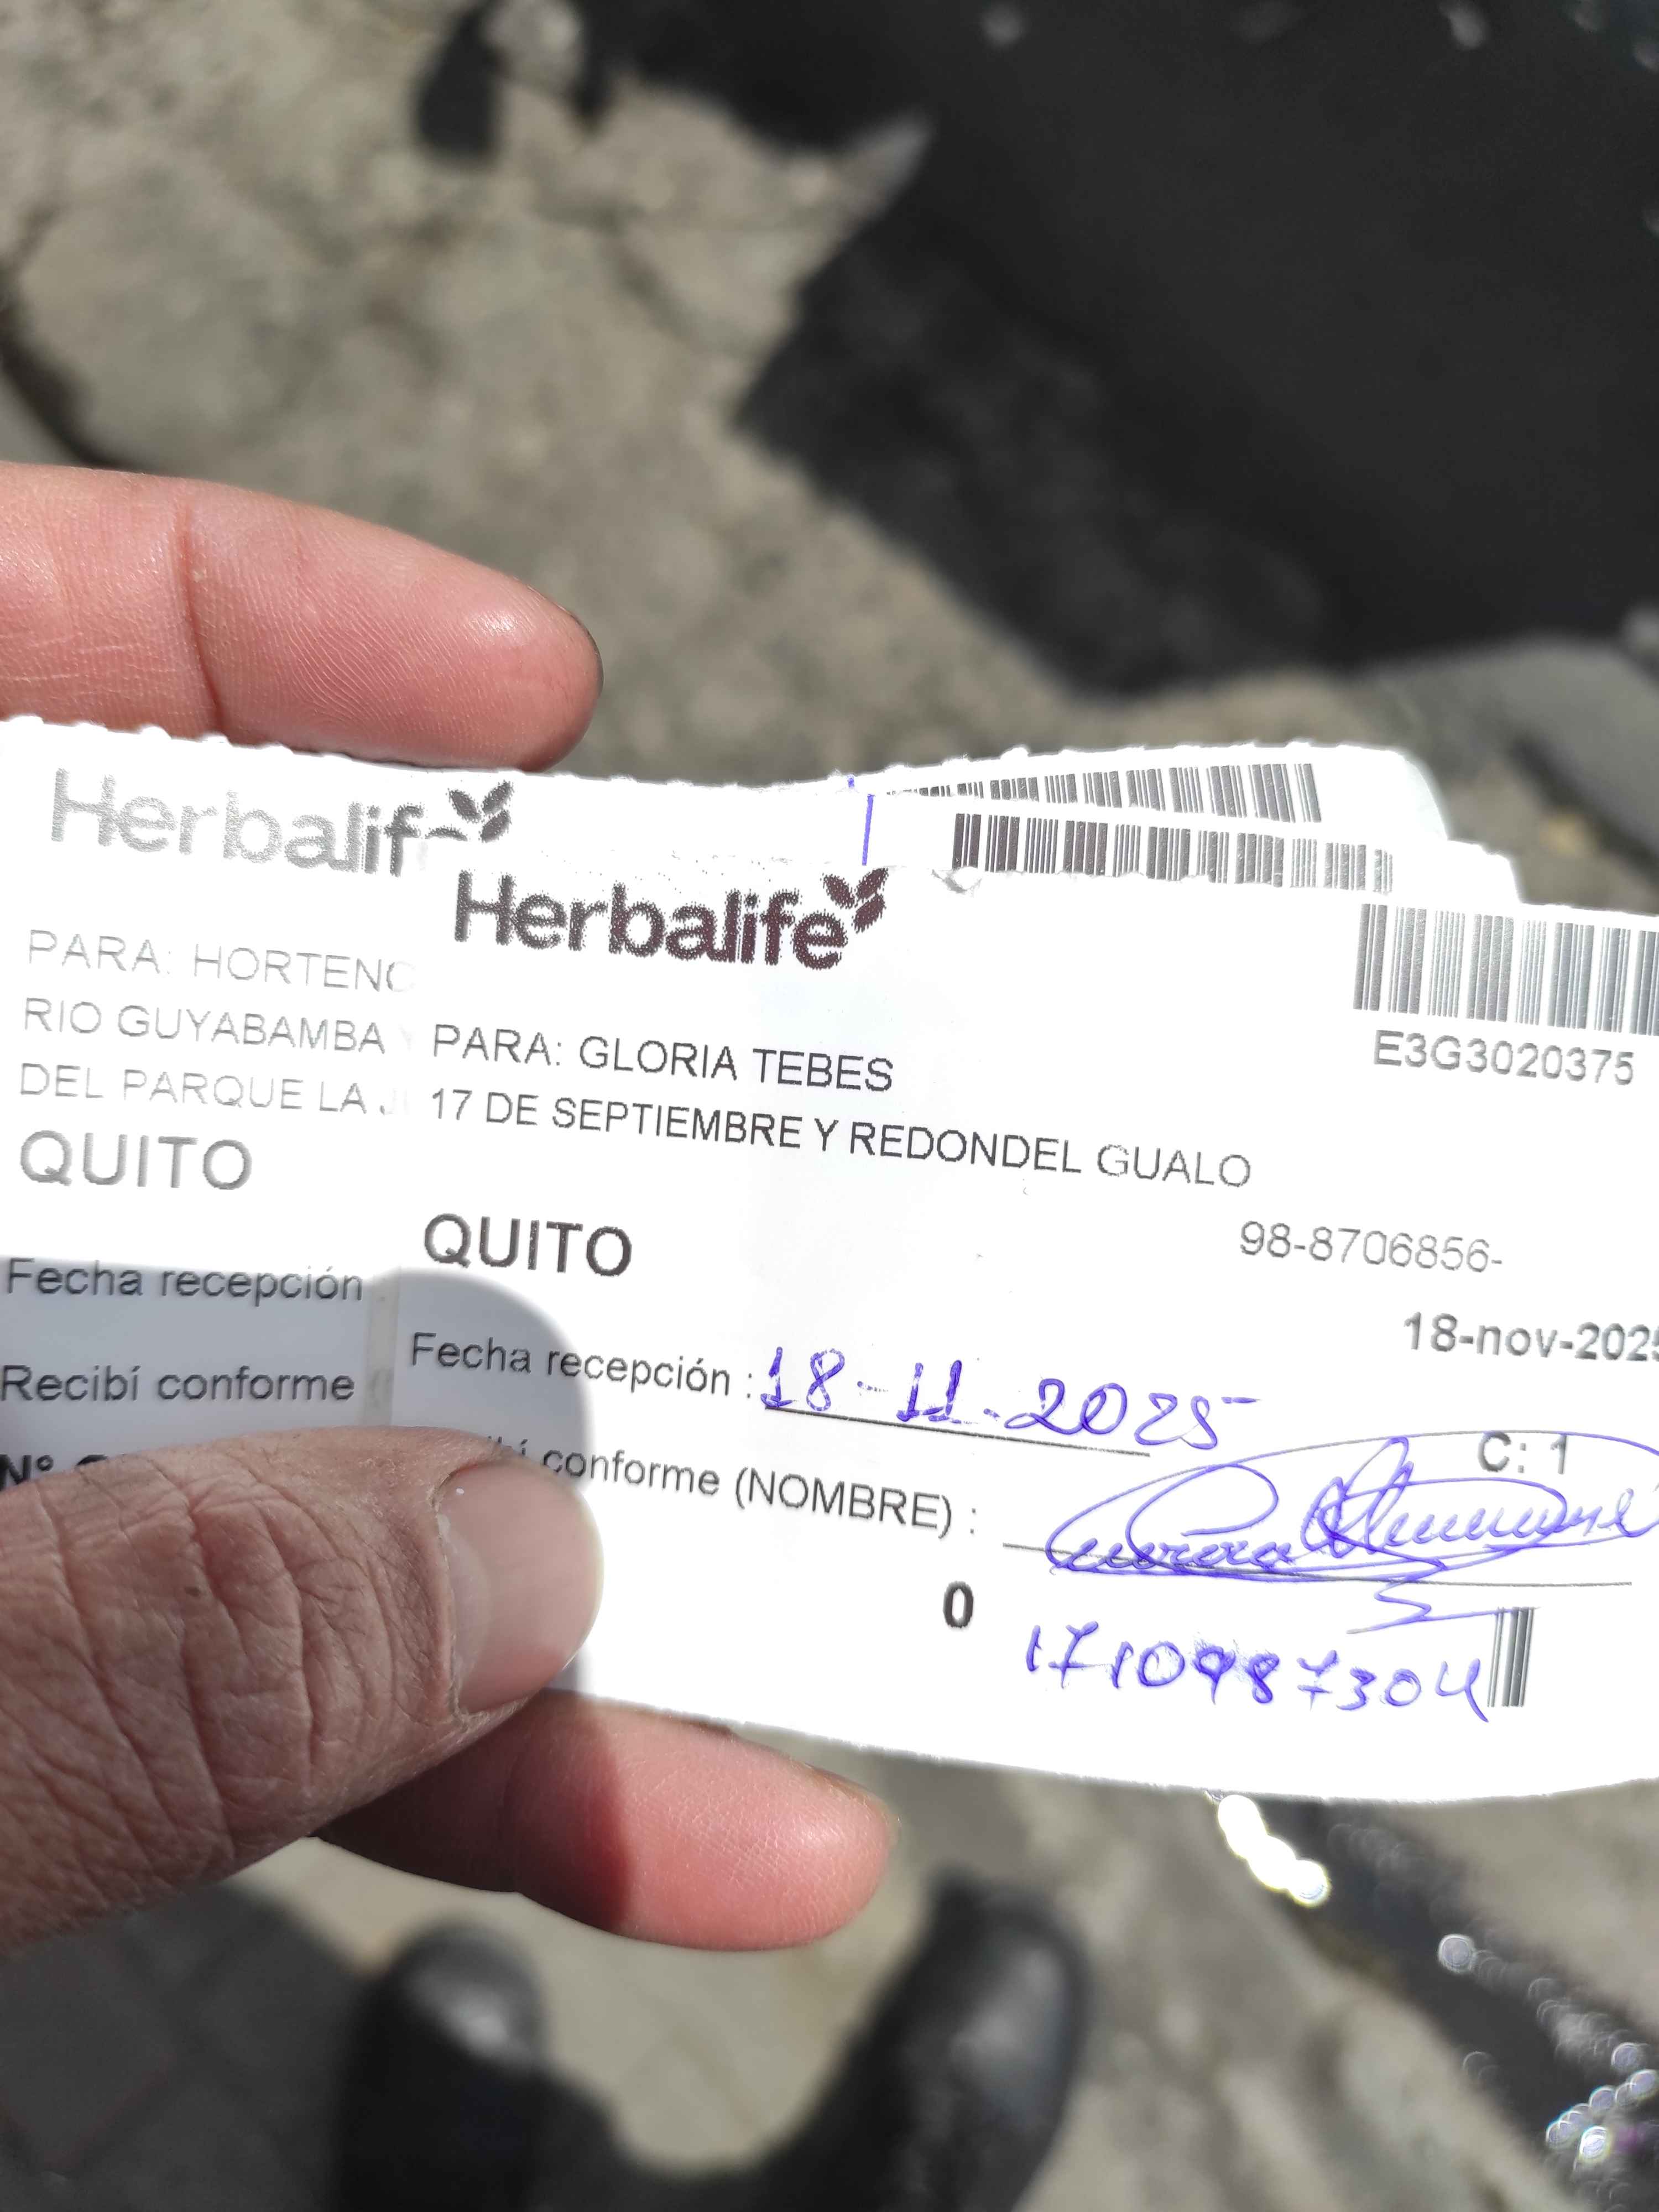 Herbalif
PARA: HORTENC
RIO GUYABAMBA Y
DEL PARQUE LA J
QUITO
Fecha recepción
Recibí conforme
Nº
Herbalife
E3G3020375
PARA: GLORIA TEBES
17 DE SEPTIEMBRE Y REDONDEL GUALO
98-8706856-
QUITO
18-nov-2025
Fecha recepción : 18-11-2025
C: 1
conforme (NOMBRE) :
0
1710987304